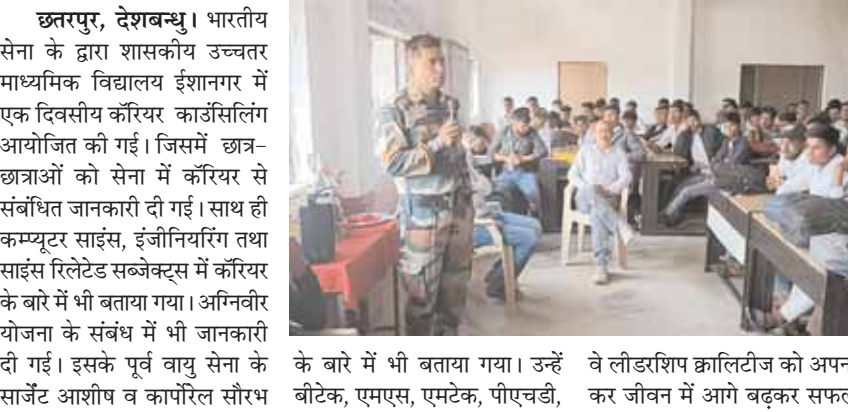 छतरपुर, देशबन्धु। भारतीय
सेना के द्वारा शासकीय उच्चतर
माध्यमिक विद्यालय ईशानगर में
एक दिवसीय कॅरियर काउंसिलिंग
आयोजित की गई। जिसमें छात्र-
छात्राओं को सेना में कॅरियर से
संबंधित जानकारी दी गई। साथ ही
कम्प्यूटर साइंस, इंजीनियरिंग तथा
साइंस रिलेटेड सब्जेक्ट्स में कॅरियर
के बारे में भी बताया गया। अग्निवीर
योजना के संबंध में भी जानकारी
दी गई। इसके पूर्व वायु सेना के
सार्जेंट आशीष व कार्पोरेल सौरभ
के बारे में भी बताया गया। उन्हें
बीटेक, एमएस, एमटेक, पीएचडी,
वे लीडरशिप क्वालिटीज को अपन
कर जीवन में आगे बढ़कर सफल